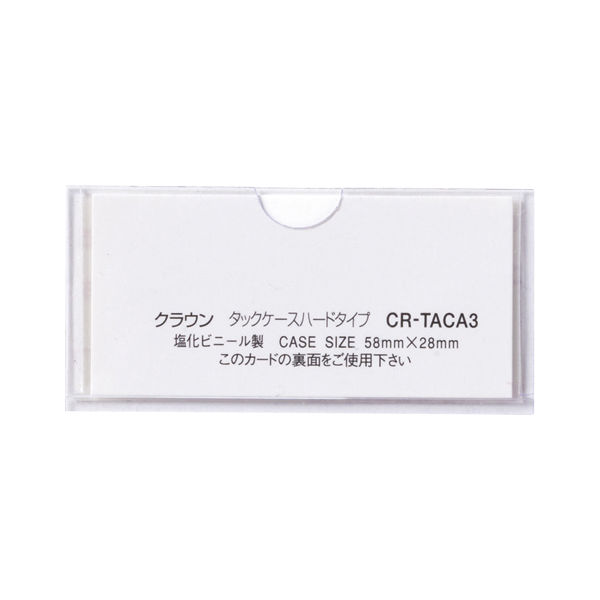 クラウン　タックケースハードタイプ　CR-TACA3
塩化ビニール製　CASE SIZE 58mm×28mm
このカードの裏面をご使用下さい